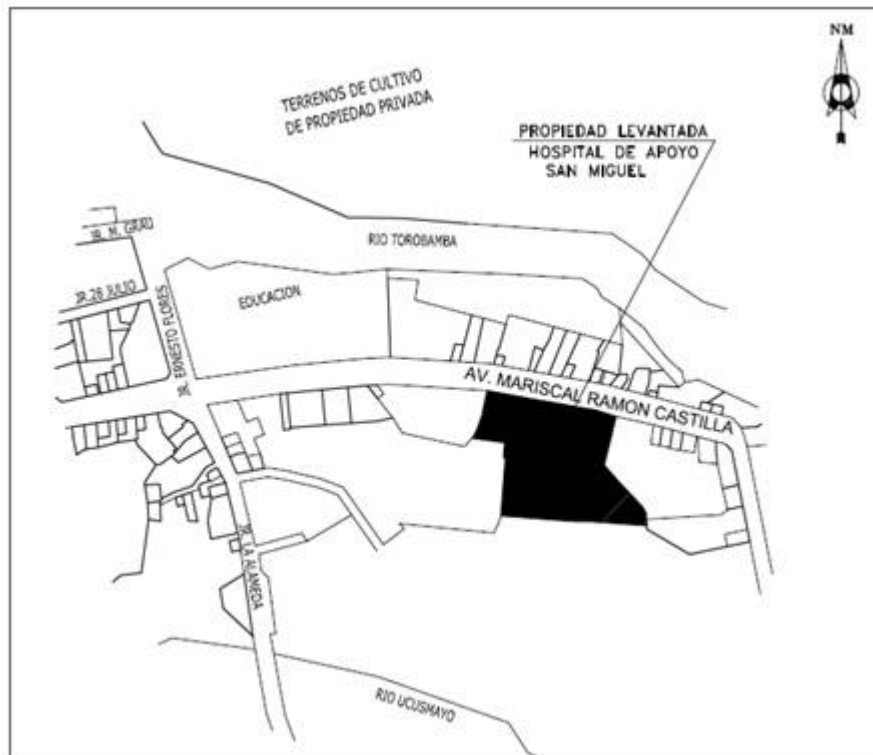 NM
TERRENOS DE CULTIVO
DE PROPIEDAD PRIVADA
PROPIEDAD LEVANTADA
HOSPITAL DE APOYO
SAN MIGUEL
JR. M. GRAU
RIO TOROBAMBA
JR.28 JULIO
EDUCACION
JR. ERNESTO FLORES
AV. MARISCAL RAMON CASTILLA
JR. LA ALAMEDA
RIO UCUSMAYO